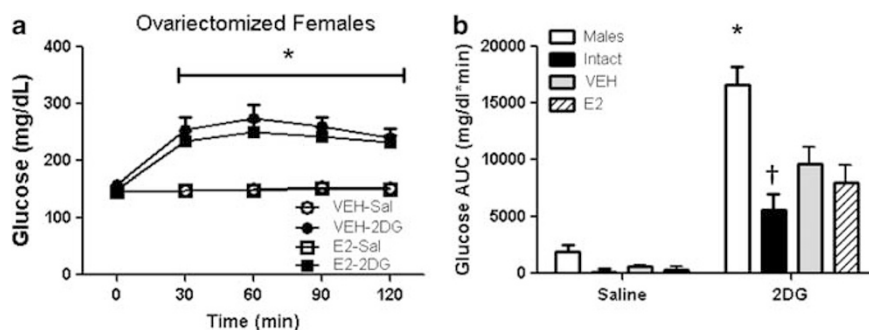 a
Ovariectomized Females
*
Glucose (mg/dL)
400
300
200
100
0
VEH-Sal
VEH-2DG
E2-Sal
E2-2DG
0 30 60 90 120
Time (min)
b
Males
Intact
VEH
E2
Glucose AUC (mg/dl*min)
20000
15000
10000
5000
0
*
†
Saline 2DG